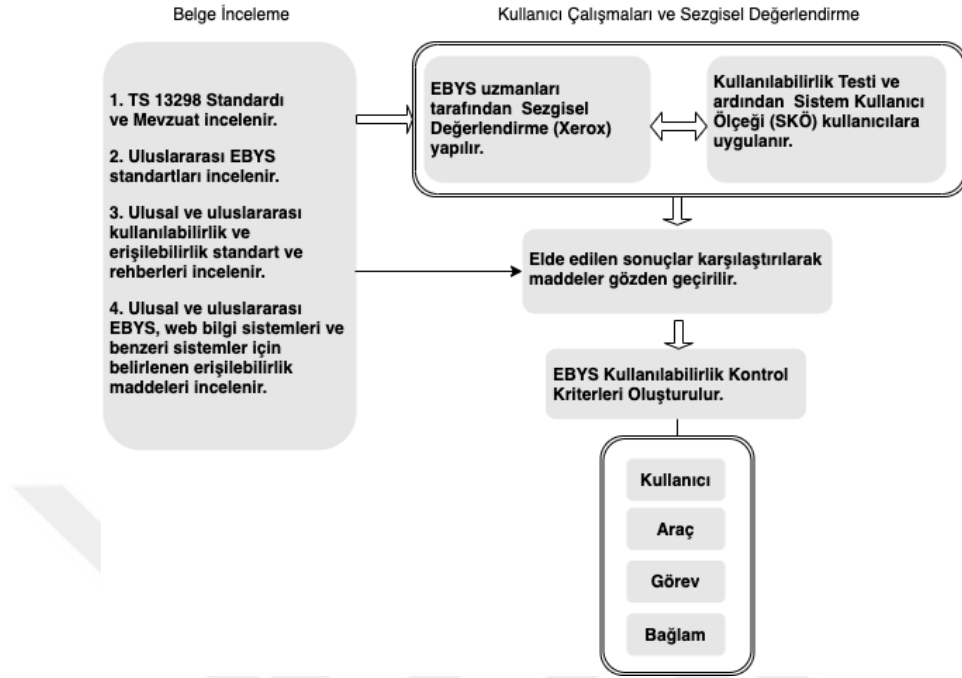 Belge İnceleme
Kullanıcı Çalışmaları ve Sezgisel Değerlendirme
1. TS 13298 Standardı
ve Mevzuat incelenir.
2. Uluslararası EBYS
standartları incelenir.
3. Ulusal ve uluslararası
kullanılabilirlik ve
erişilebilirlik standart ve
rehberleri incelenir.
4. Ulusal ve uluslararası
EBYS, web bilgi sistemleri ve
benzeri sistemler için
belirlenen erişilebilirlik
maddeleri incelenir.
EBYS uzmanları
tarafından Sezgisel
Değerlendirme (Xerox)
yapılır.
Kullanılabilirlik Testi ve
ardından Sistem Kullanıcı
Ölçeği (SKÖ) kullanıcılara
uygulanır.
Elde edilen sonuçlar karşılaştırılarak
maddeler gözden geçirilir.
EBYS Kullanılabilirlik Kontrol
Kriterleri Oluşturulur.
Kullanıcı
Araç
Görev
Bağlam